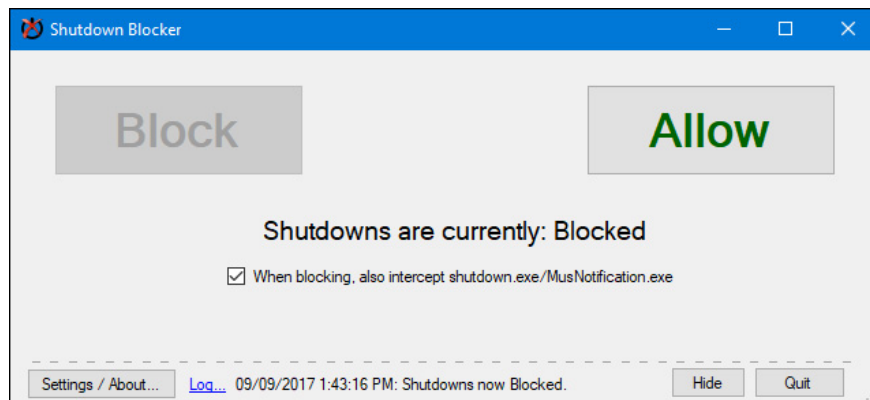 Shutdown Blocker
Block
Allow
Shutdowns are currently: Blocked
When blocking, also intercept shutdown.exe/MusNotification.exe
Settings / About... Log... 09/09/2017 1:43:16 PM: Shutdowns now Blocked. Hide Quit